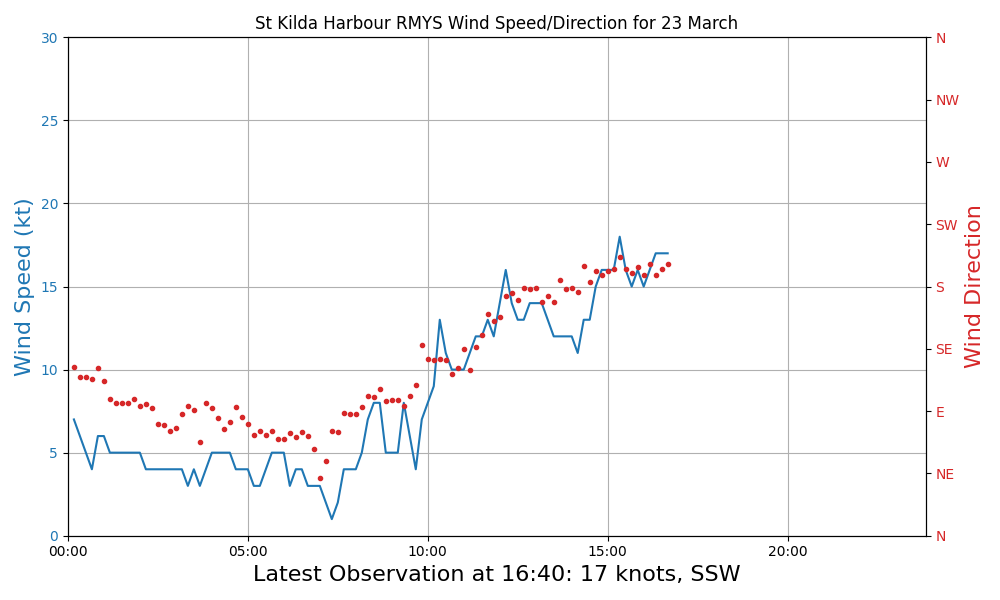 St Kilda Harbour RMYS Wind Speed/Direction for 23 March
Wind Speed (kt)
30
25
20
15
10
5
0
N
NW
W
SW
S
SE
E
NE
N
Wind Direction
00:00 05:00 10:00 15:00 20:00
Latest Observation at 16:40: 17 knots, SSW